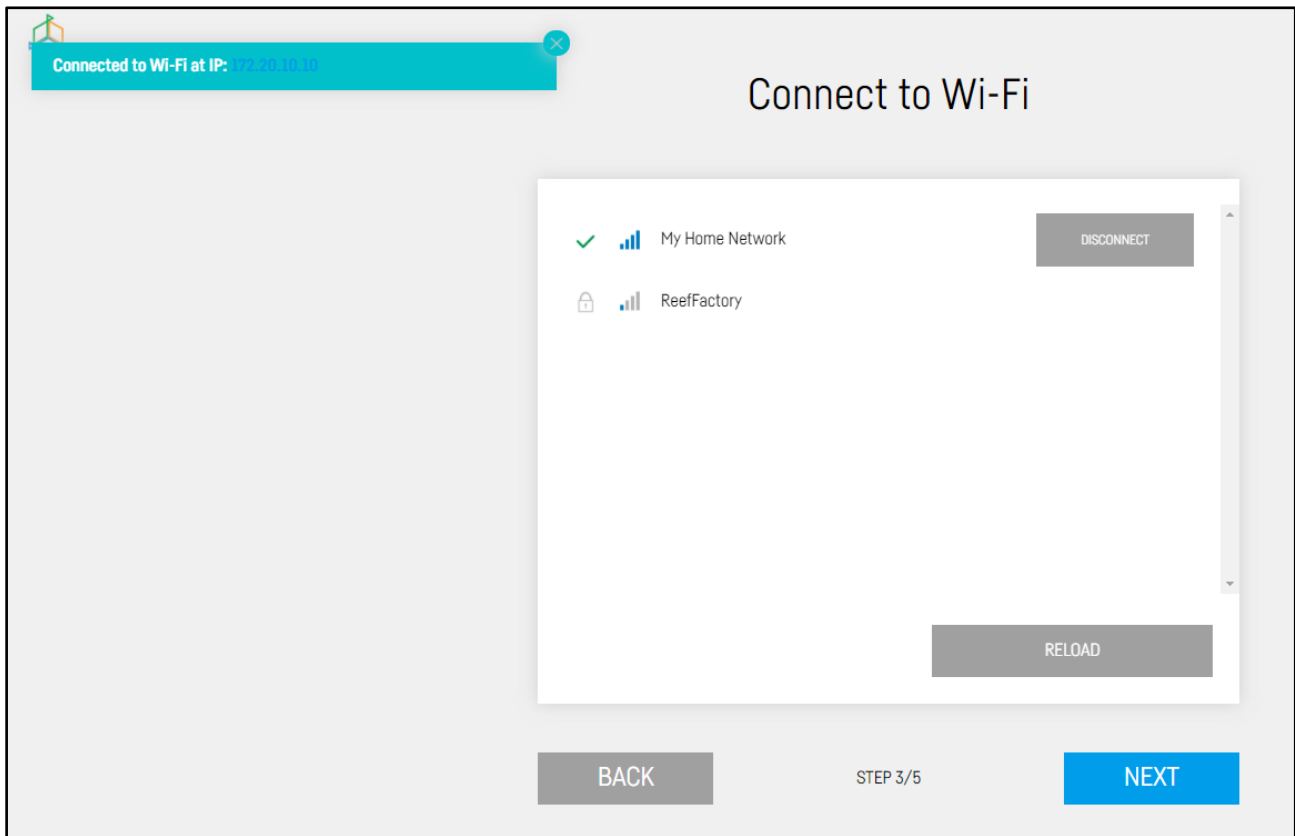 Connected to Wi-Fi at IP: 172.20.10.10
Connect to Wi-Fi
My Home Network
DISCONNECT
ReefFactory
RELOAD
BACK
STEP 3/5
NEXT